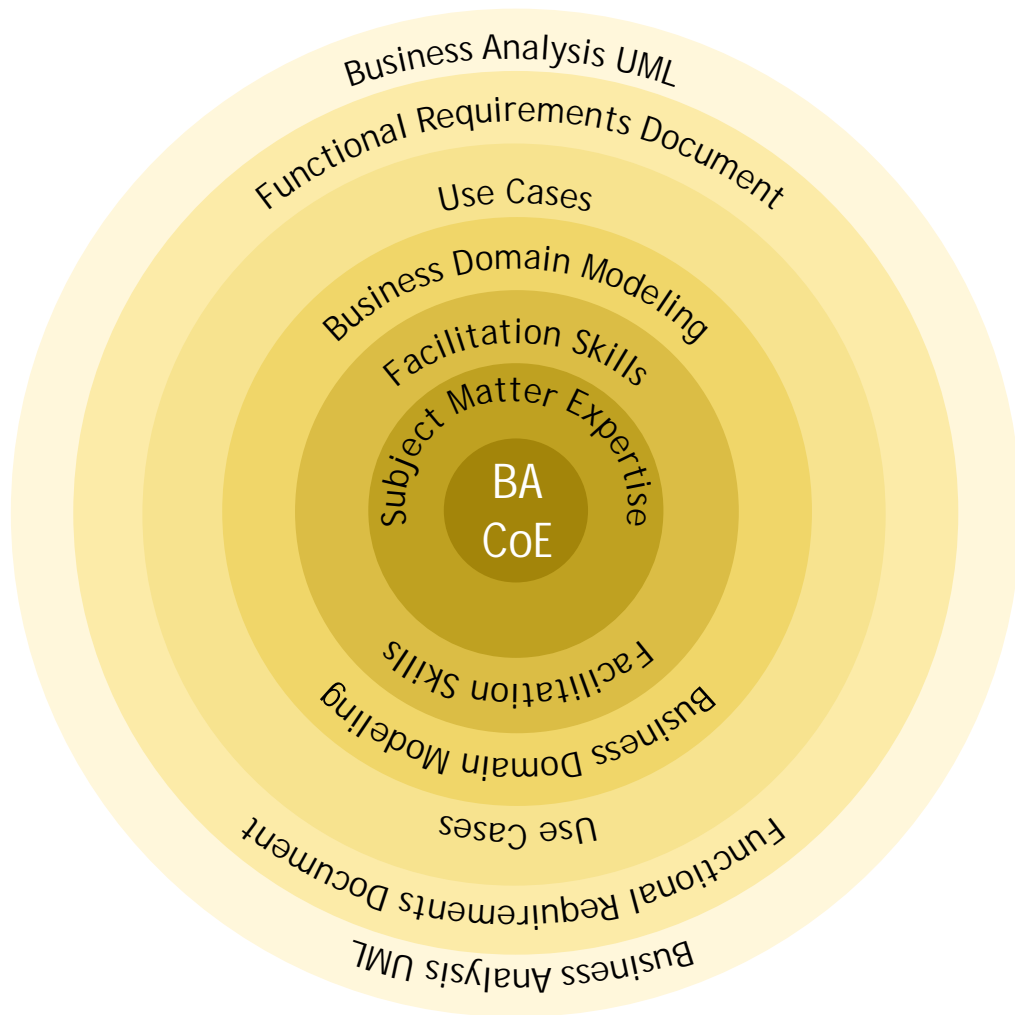 Business Analysis UML
Functional Requirements Document
Use Cases
Business Domain Modeling
Facilitation Skills
Subject Matter Expertise
BA
CoE
Facilitation Skills
Business Domain Modeling
Use Cases
Functional Requirements Document
Business Analysis UML